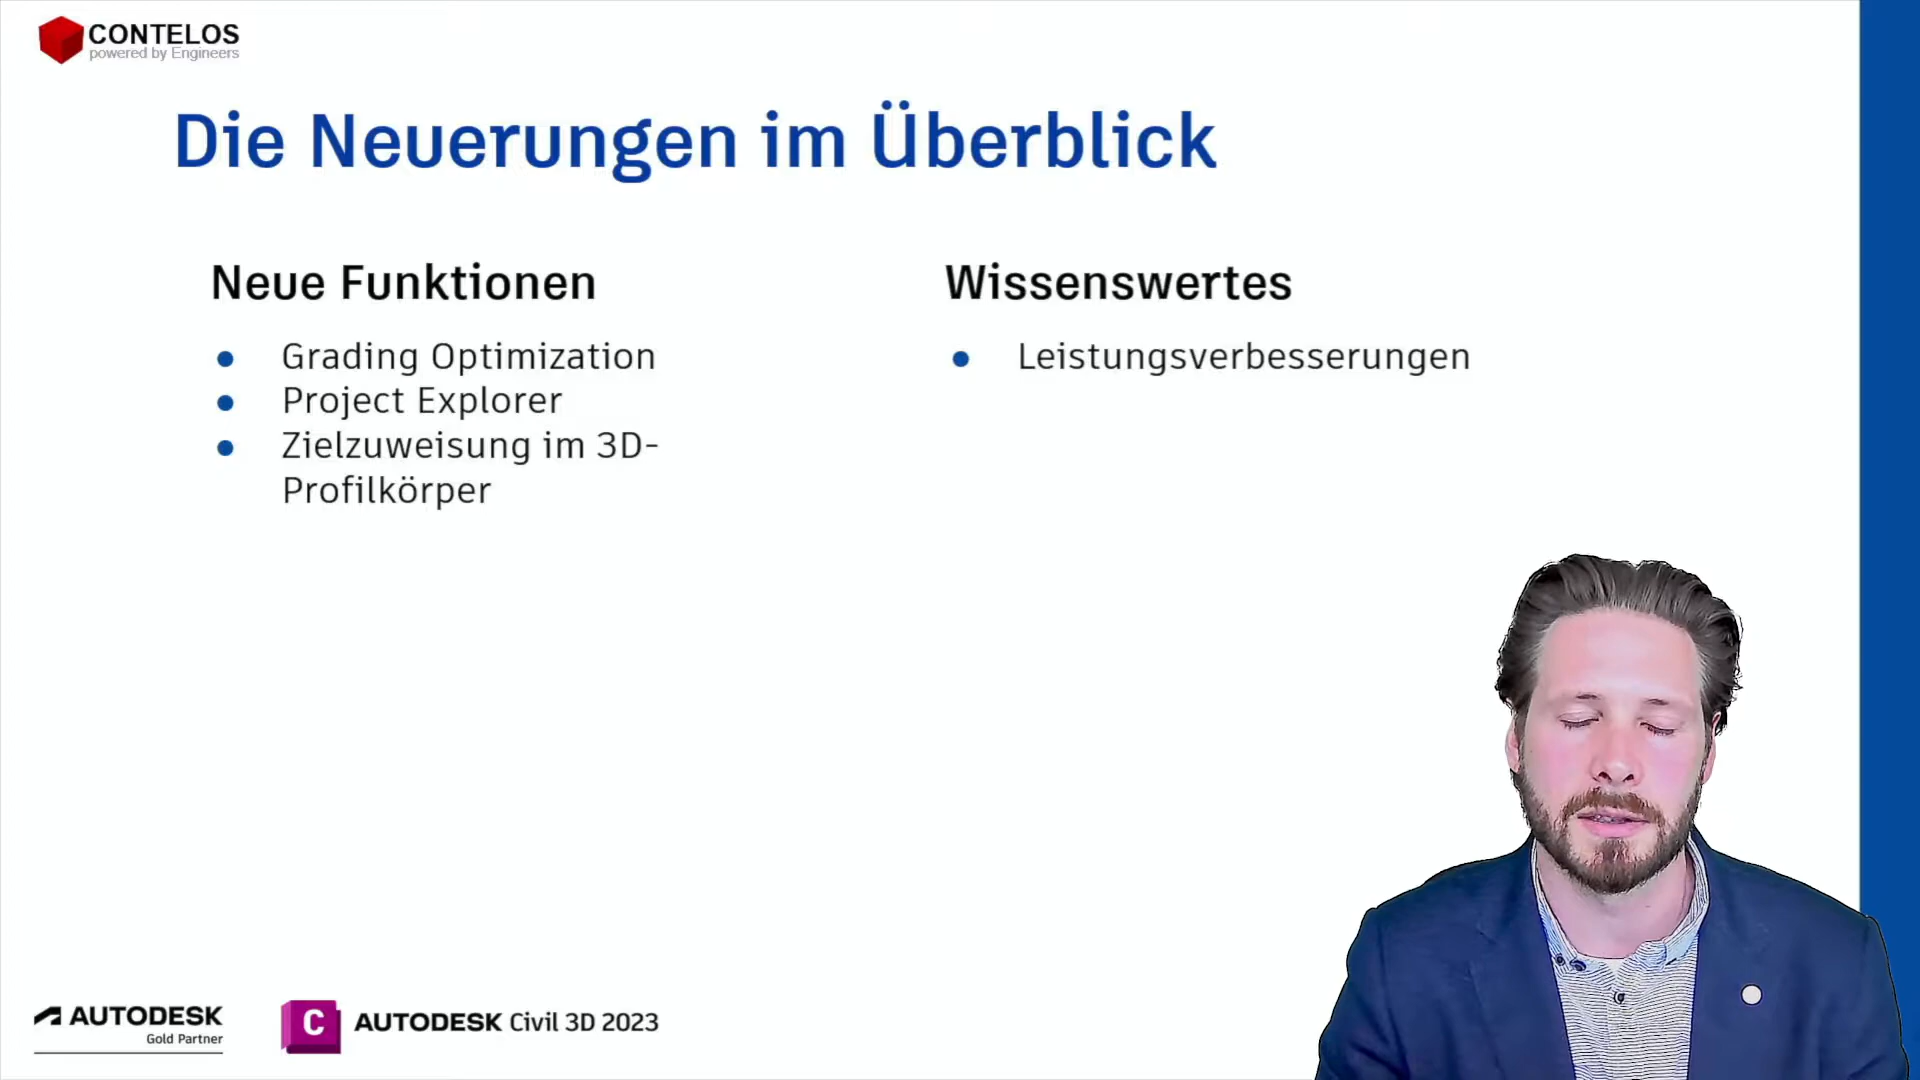 CONTELOS
powered by Engineers
Die Neuerungen im Überblick
Neue Funktionen
Grading Optimization
Project Explorer
Zielzuweisung im 3D-
Profilkörper
Wissenswertes
Leistungsverbesserungen
AUTODESK
Gold Partner
C AUTODESK Civil 3D 2023